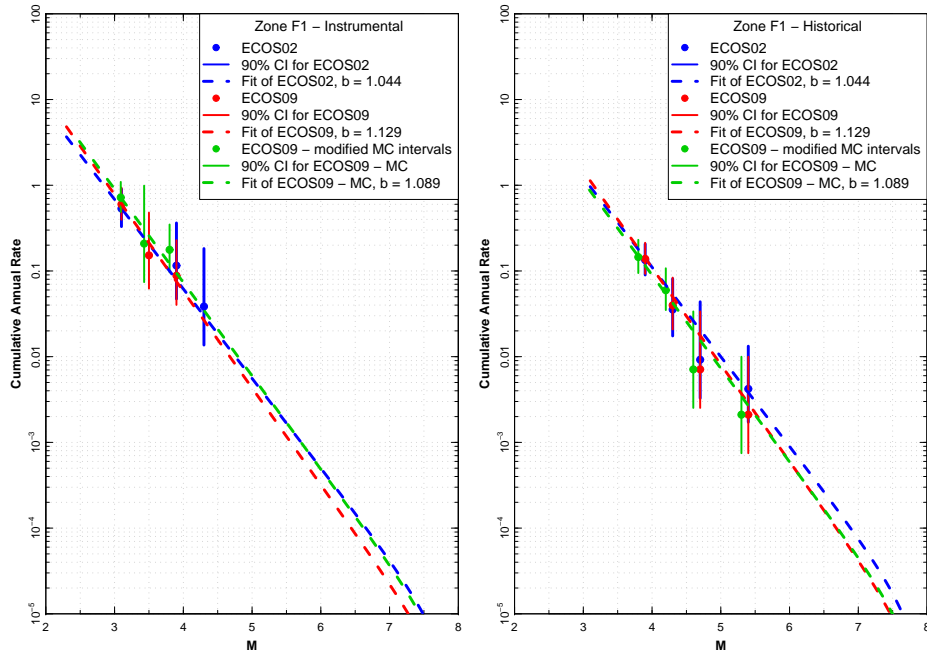 Zone F1 − Instrumental
ECOS02
90% CI for ECOS02
Fit of ECOS02, b = 1.044
ECOS09
90% CI for ECOS09
Fit of ECOS09, b = 1.129
ECOS09 − modified MC intervals
90% CI for ECOS09 − MC
Fit of ECOS09 − MC, b = 1.089
Cumulative Annual Rate
100
10
1
0.1
0.01
10−3
10−4
10−5
2 3 4 5 6 7 8
M
Zone F1 − Historical
ECOS02
90% CI for ECOS02
Fit of ECOS02, b = 1.044
ECOS09
90% CI for ECOS09
Fit of ECOS09, b = 1.129
ECOS09 − modified MC intervals
90% CI for ECOS09 − MC
Fit of ECOS09 − MC, b = 1.089
Cumulative Annual Rate
100
10
1
0.1
0.01
10−3
10−4
10−5
2 3 4 5 6 7 8
M